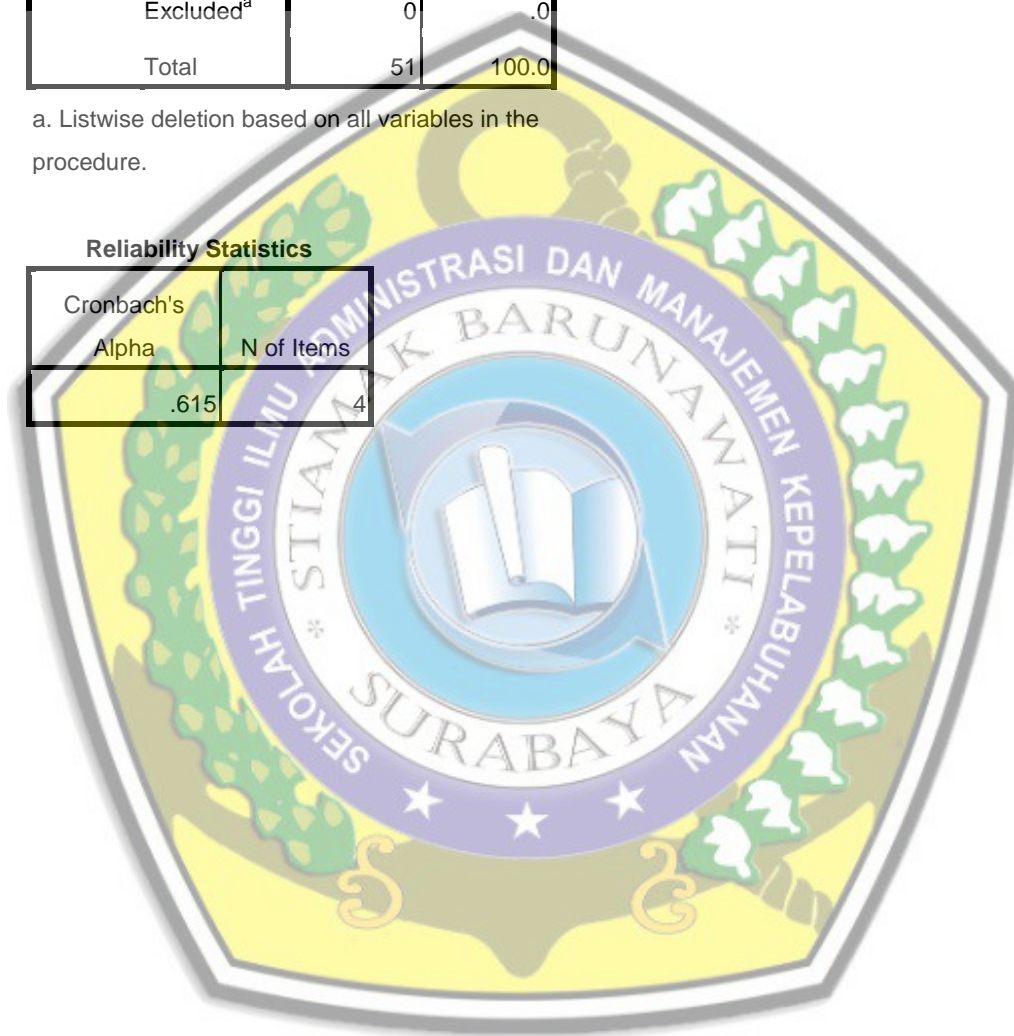 Excludedᵃ 0 .0
Total 51 100.0
a. Listwise deletion based on all variables in the
procedure.
Reliability Statistics
Cronbach's
Alpha N of Items
.615 4
SEKOLAH TINGGI ILMU ADMINISTRASI DAN MANAJEMEN KEPELABUHANAN
* STIAMAK BARUNAWATI *
SURABAYA